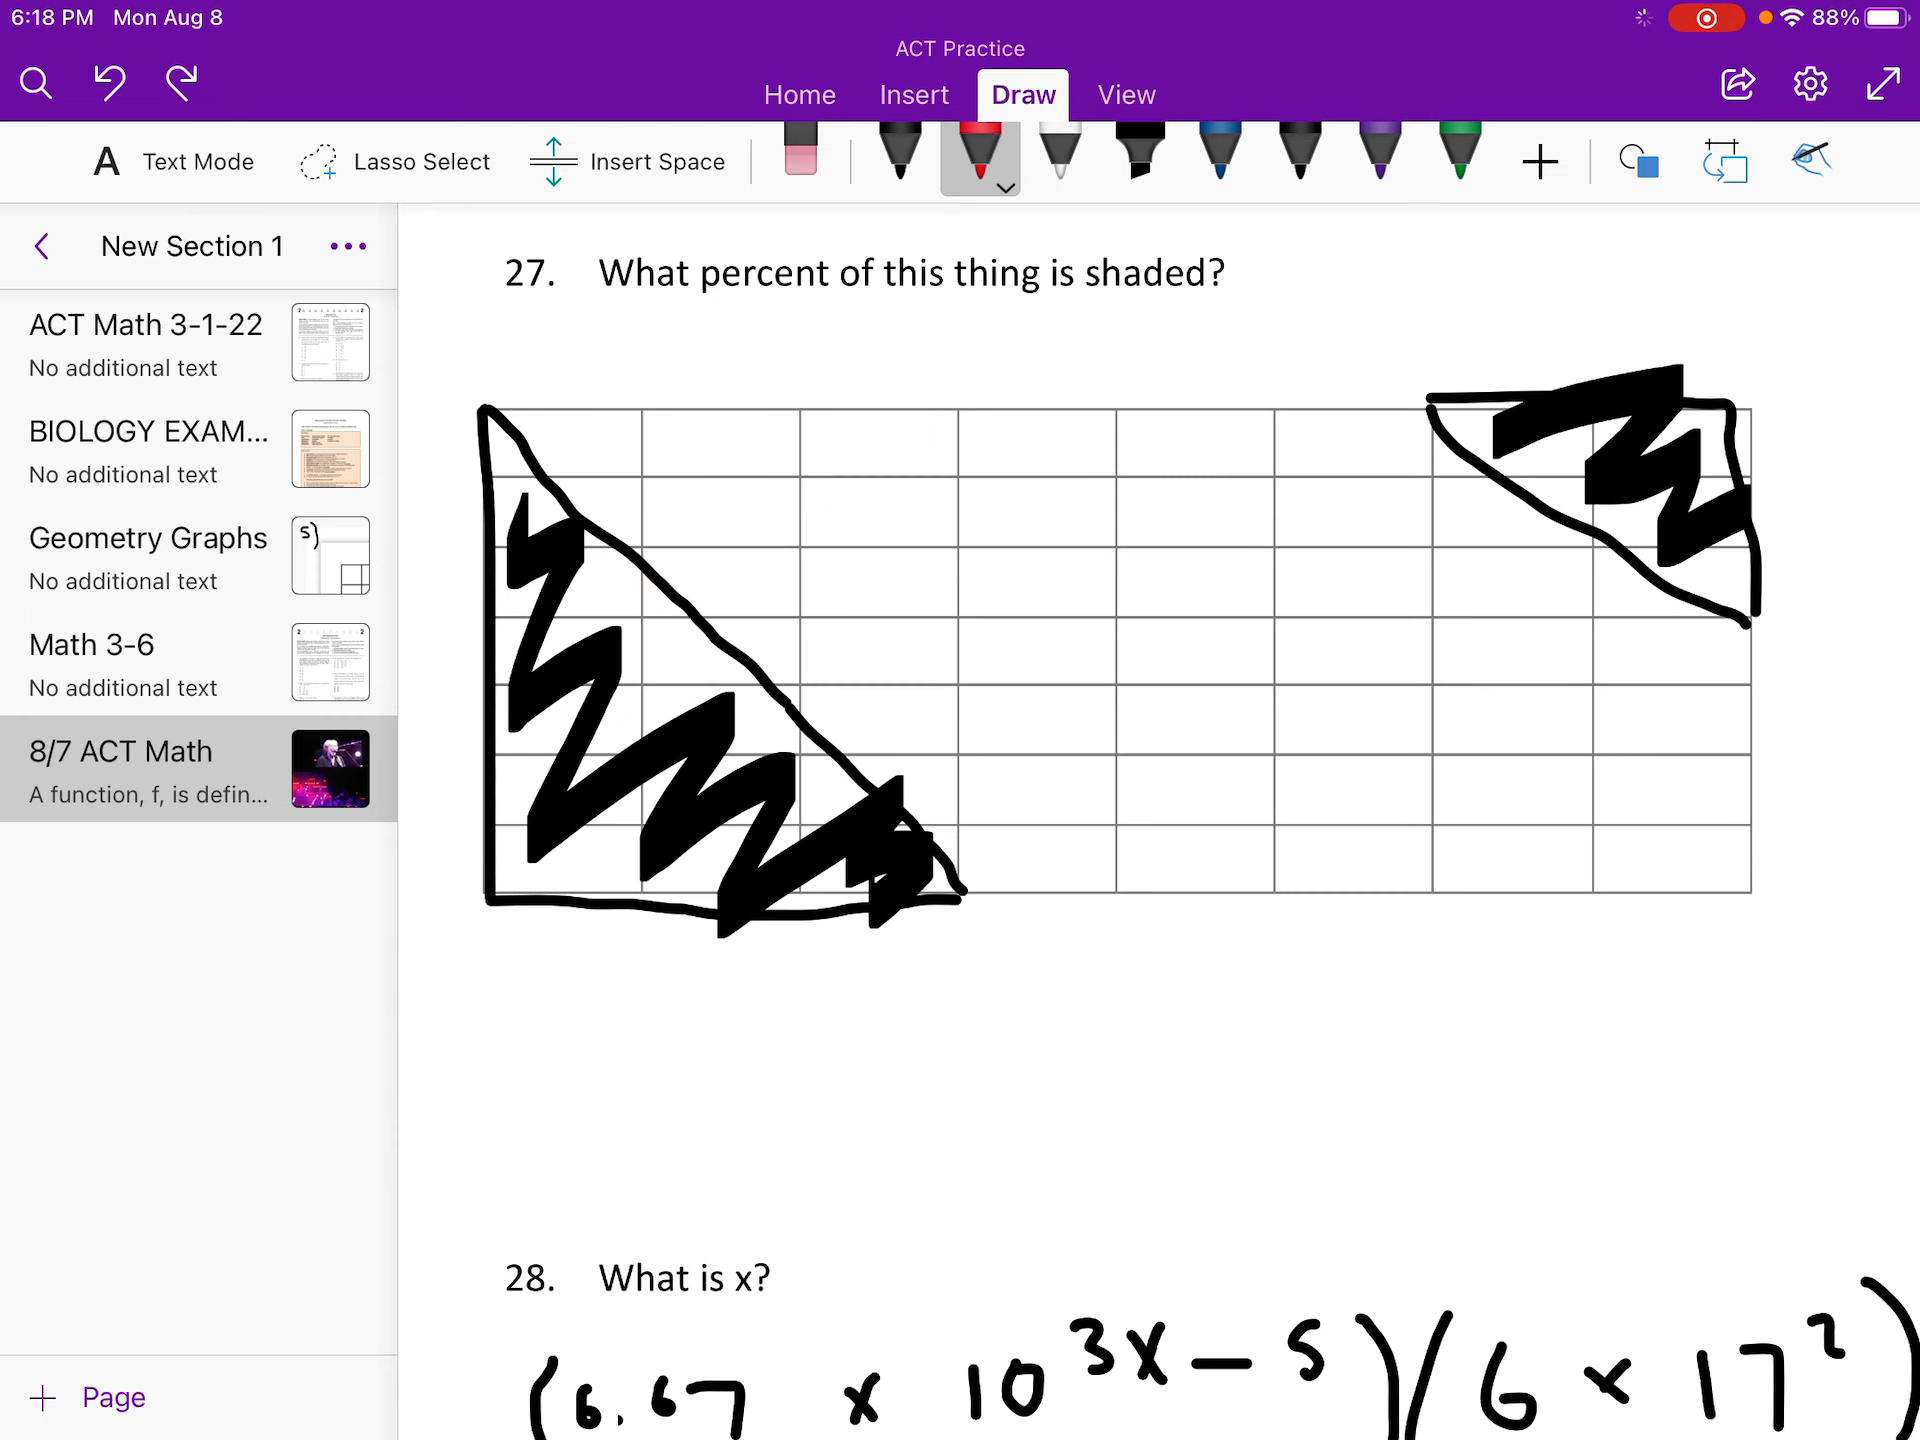 6:18 PM Mon Aug 8
88%
ACT Practice
Home Insert Draw View
A Text Mode Lasso Select Insert Space
New Section 1
ACT Math 3-1-22
No additional text
BIOLOGY EXAM...
No additional text
Geometry Graphs
No additional text
5)
Math 3-6
No additional text
8/7 ACT Math
A function, f, is defin...
+ Page
27. What percent of this thing is shaded?
28. What is x?
(6.67 x 10^3x-5)(6 x 17^2)